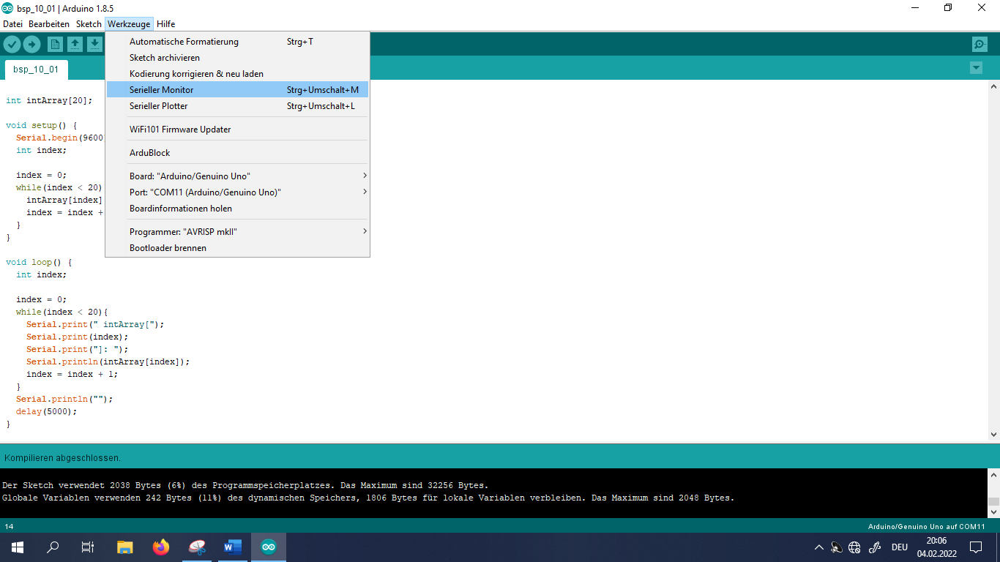 bsp_10_01 | Arduino 1.8.5
Datei Bearbeiten Sketch Werkzeuge Hilfe
Automatische Formatierung Strg+T
Sketch archivieren
Kodierung korrigieren & neu laden
Serieller Monitor Strg+Umschalt+M
Serieller Plotter Strg+Umschalt+L
WiFi101 Firmware Updater
ArduBlock
Board: "Arduino/Genuino Uno"
Port: "COM11 (Arduino/Genuino Uno)"
Boardinformationen holen
Programmer: "AVRISP mkII"
Bootloader brennen
bsp_10_01
int intArray[20];
void setup() {
Serial.begin(9600)
int index;
index = 0;
while(index < 20)
intArray[index]
index = index +
}
}
void loop() {
int index;
index = 0;
while(index < 20){
Serial.print(" intArray[");
Serial.print(index);
Serial.print("]: ");
Serial.println(intArray[index]);
index = index + 1;
}
Serial.println("");
delay(5000);
}
Kompilieren abgeschlossen.
Der Sketch verwendet 2038 Bytes (6%) des Programmspeicherplatzes. Das Maximum sind 32256 Bytes.
Globale Variablen verwenden 242 Bytes (11%) des dynamischen Speichers, 1806 Bytes für lokale Variablen verbleiben. Das Maximum sind 2048 Bytes.
14 Arduino/Genuino Uno auf COM11
DEU
20:06
04.02.2022